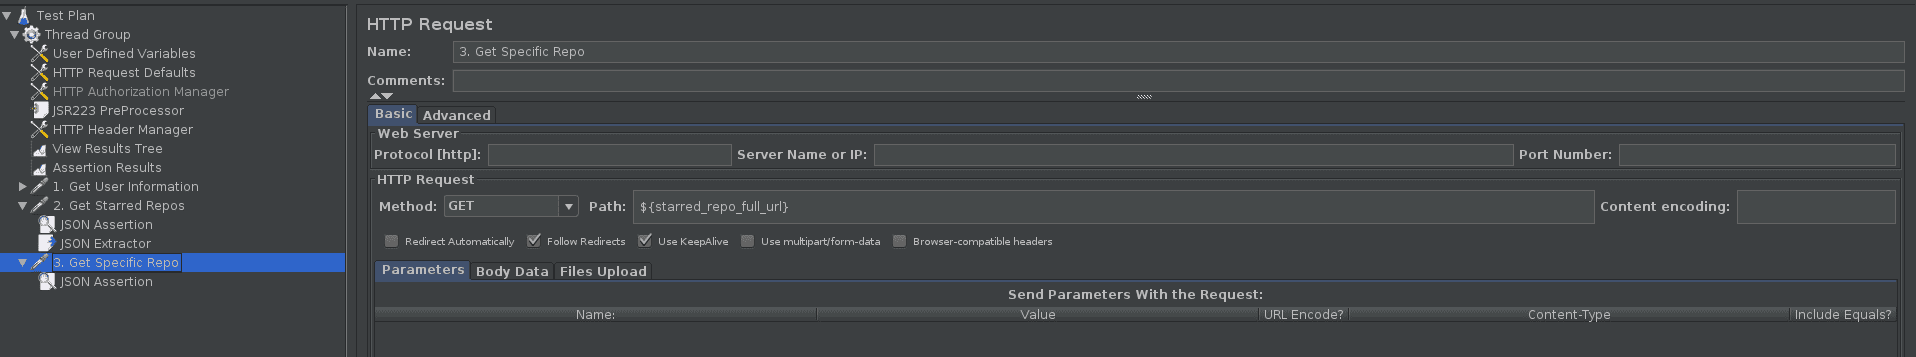 Test Plan
Thread Group
User Defined Variables
HTTP Request Defaults
HTTP Authorization Manager
JSR223 PreProcessor
HTTP Header Manager
View Results Tree
Assertion Results
1. Get User Information
2. Get Starred Repos
JSON Assertion
JSON Extractor
3. Get Specific Repo
JSON Assertion
HTTP Request
Name: 3. Get Specific Repo
Comments:
Basic Advanced
Web Server
Protocol [http]: Server Name or IP: Port Number:
HTTP Request
Method: GET Path: ${starred_repo_full_url} Content encoding:
Redirect Automatically Follow Redirects Use KeepAlive Use multipart/form-data Browser-compatible headers
Parameters Body Data Files Upload
Send Parameters With the Request:
Name: Value URL Encode? Content-Type Include Equals?